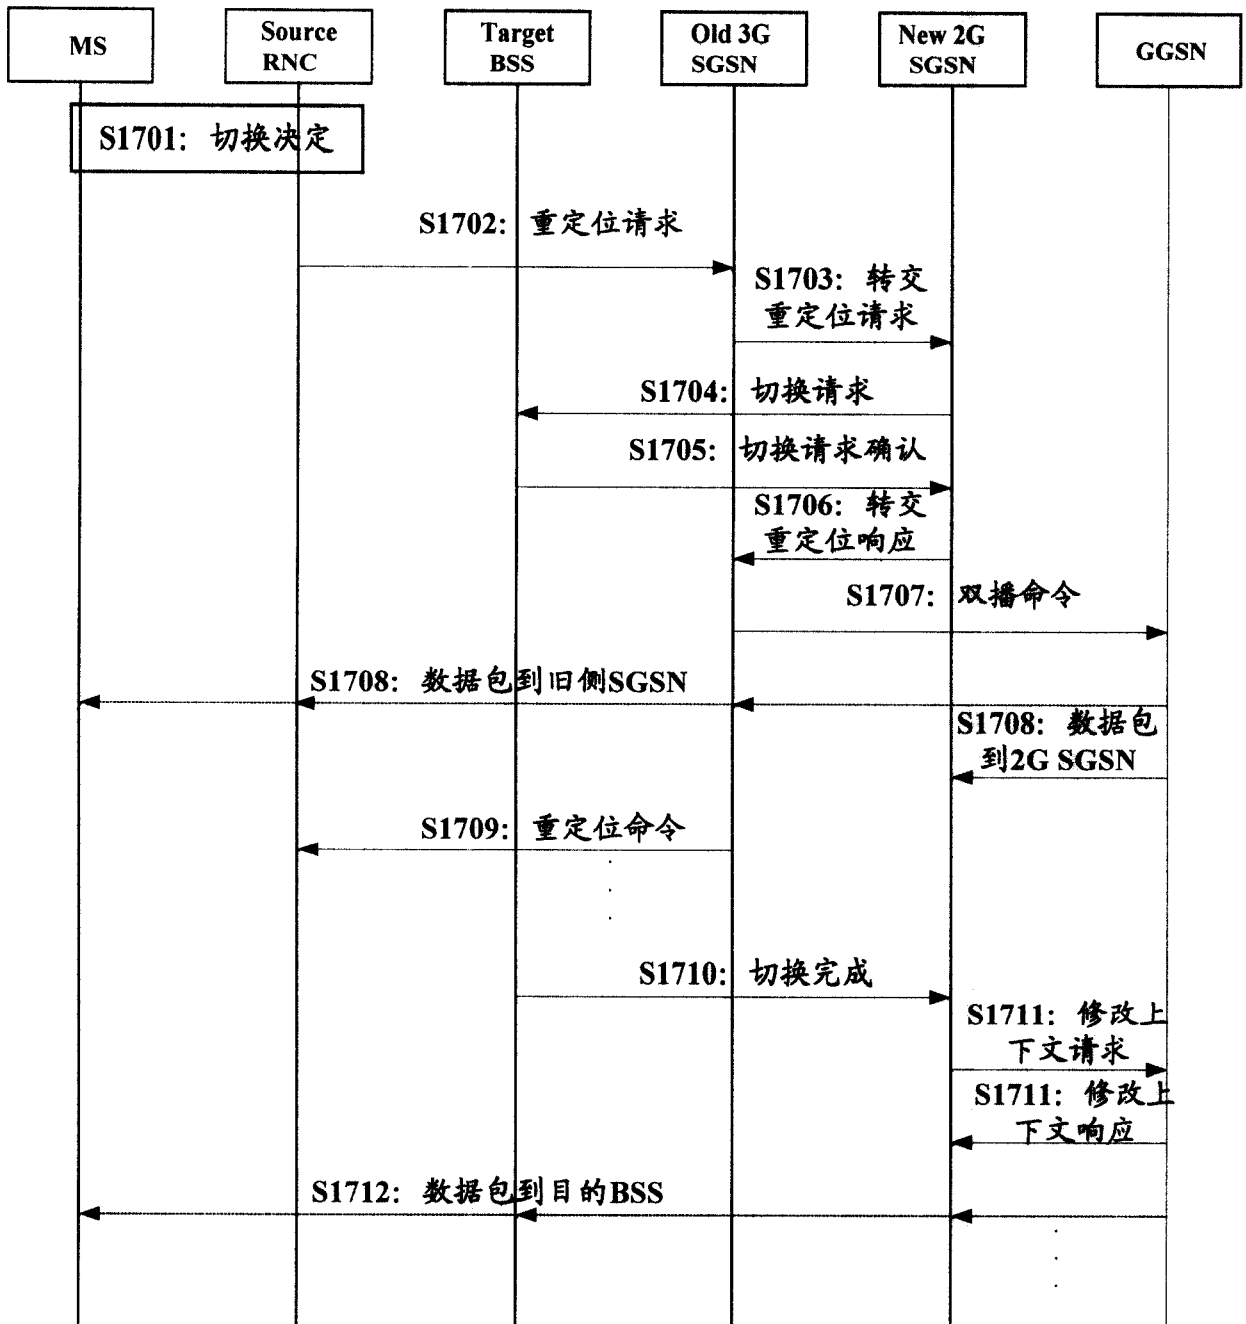 MS
Source
RNC
Target
BSS
Old 3G
SGSN
New 2G
SGSN
GGSN
S1701: 切换决定
S1702: 重定位请求
S1703: 转交
重定位请求
S1704: 切换请求
S1705: 切换请求确认
S1706: 转交
重定位响应
S1707: 双播命令
S1708: 数据包到旧侧SGSN
S1708: 数据包
到2G SGSN
S1709: 重定位命令
S1710: 切换完成
S1711: 修改上
下文请求
S1711: 修改上
下文响应
S1712: 数据包到目的BSS